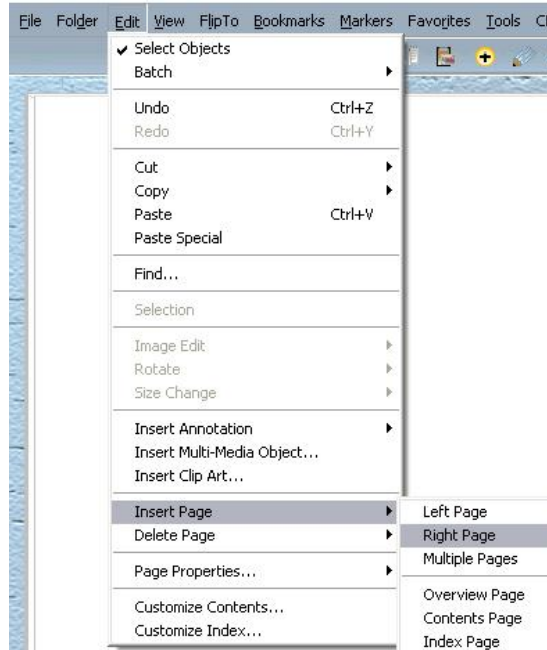 File Folder Edit View FlipTo Bookmarks Markers Favorites Tools
Select Objects
Batch
Undo Ctrl+Z
Redo Ctrl+Y
Cut
Copy
Paste Ctrl+V
Paste Special
Find...
Selection
Image Edit
Rotate
Size Change
Insert Annotation
Insert Multi-Media Object...
Insert Clip Art...
Insert Page
Delete Page
Page Properties...
Customize Contents...
Customize Index...
Left Page
Right Page
Multiple Pages
Overview Page
Contents Page
Index Page